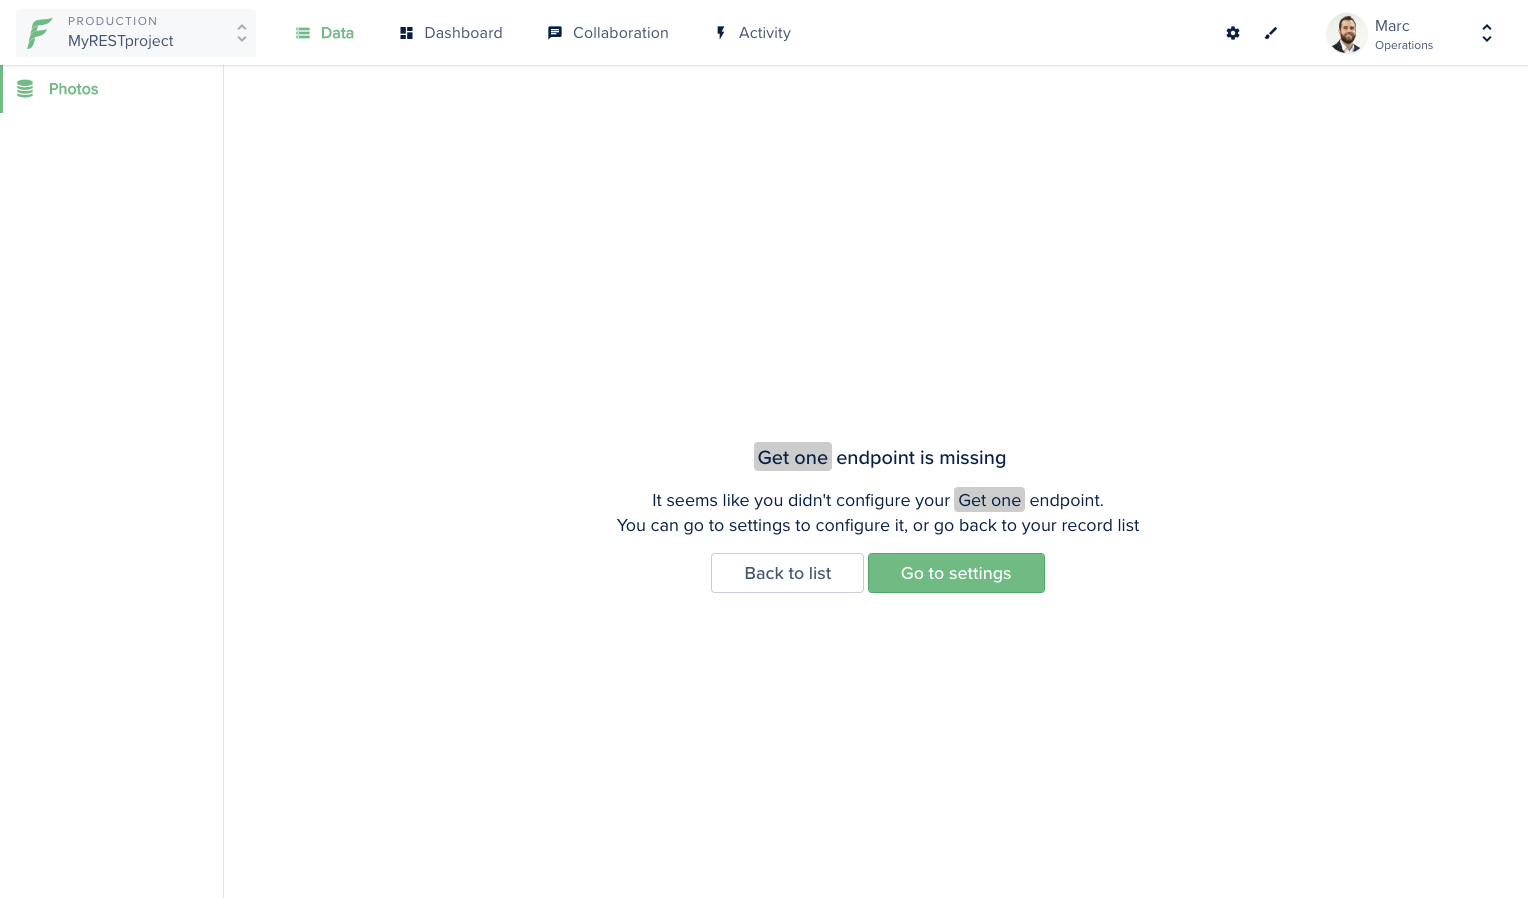 PRODUCTION
MyRESTproject
Data
Dashboard
Collaboration
Activity
Marc
Operations
Photos
Get one endpoint is missing
It seems like you didn't configure your Get one endpoint.
You can go to settings to configure it, or go back to your record list
Back to list
Go to settings